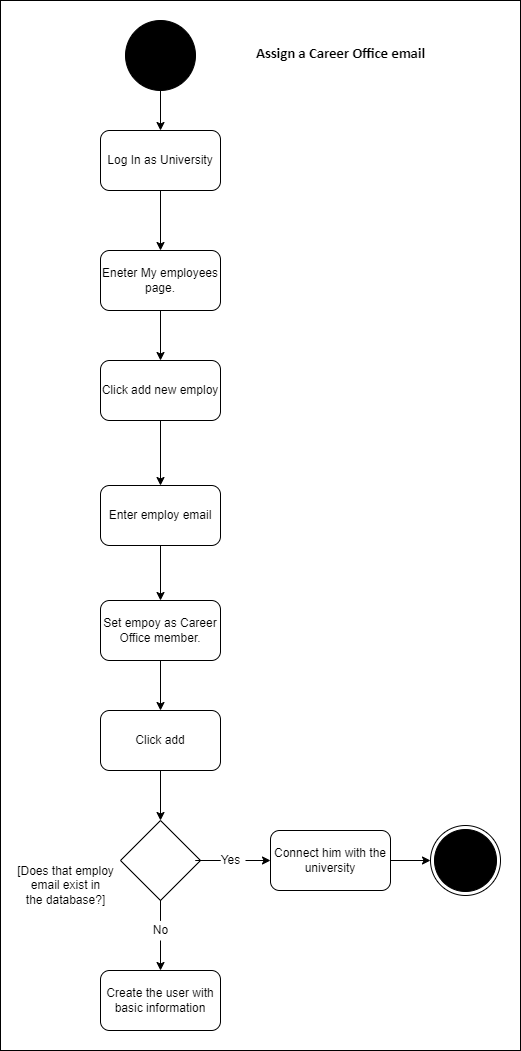 Assign a Career Office email
Log In as University
Eneter My employees
page.
Click add new employ
Enter employ email
Set empoy as Career
Office member.
Click add
[Does that employ
email exist in
the database?]
Yes
Connect him with the
university
No
Create the user with
basic information